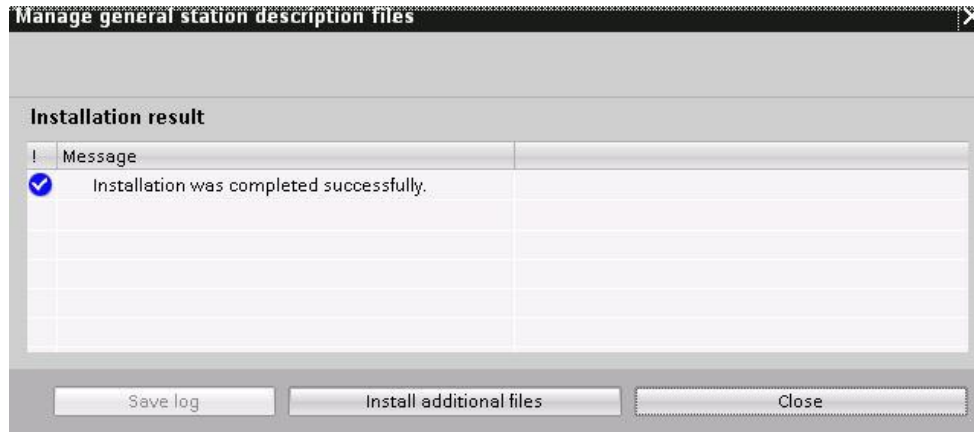 Manage general station description files
Installation result
! Message
Installation was completed successfully.
Save log
Install additional files
Close